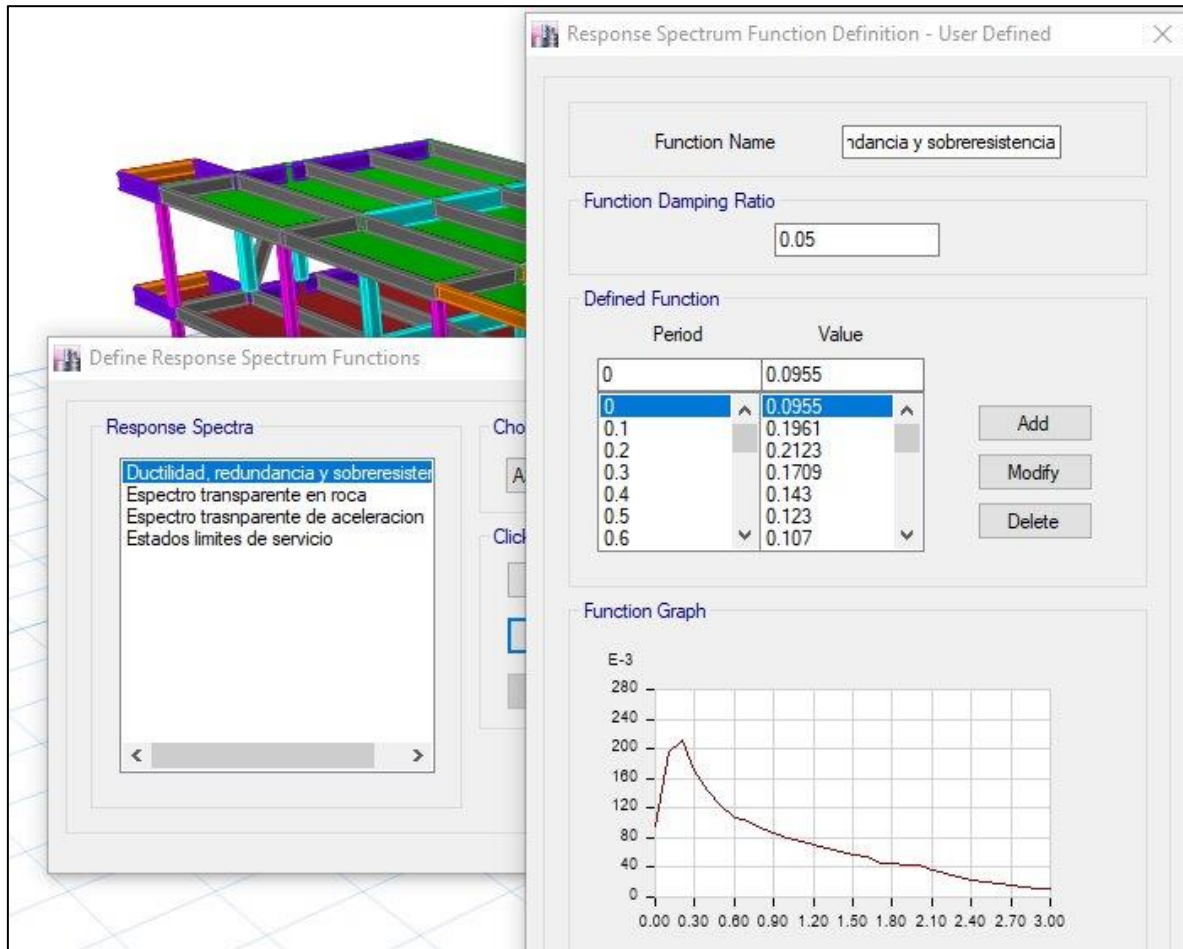 Response Spectrum Function Definition - User Defined
Function Name
ndancia y sobreresistencia
Function Damping Ratio
0.05
Defined Function
Period Value
0 0.0955
0 0.0955
0.1 0.1961
0.2 0.2123
0.3 0.1709
0.4 0.143
0.5 0.123
0.6 0.107
Add
Modify
Delete
Function Graph
E-3
280
240
200
160
120
80
40
0
0.00 0.30 0.60 0.90 1.20 1.50 1.80 2.10 2.40 2.70 3.00
Define Response Spectrum Functions
Response Spectra
Ductilidad, redundancia y sobreresister
Espectro transparente en roca
Espectro trasnparente de aceleracion
Estados limites de servicio
Cho
A
Click